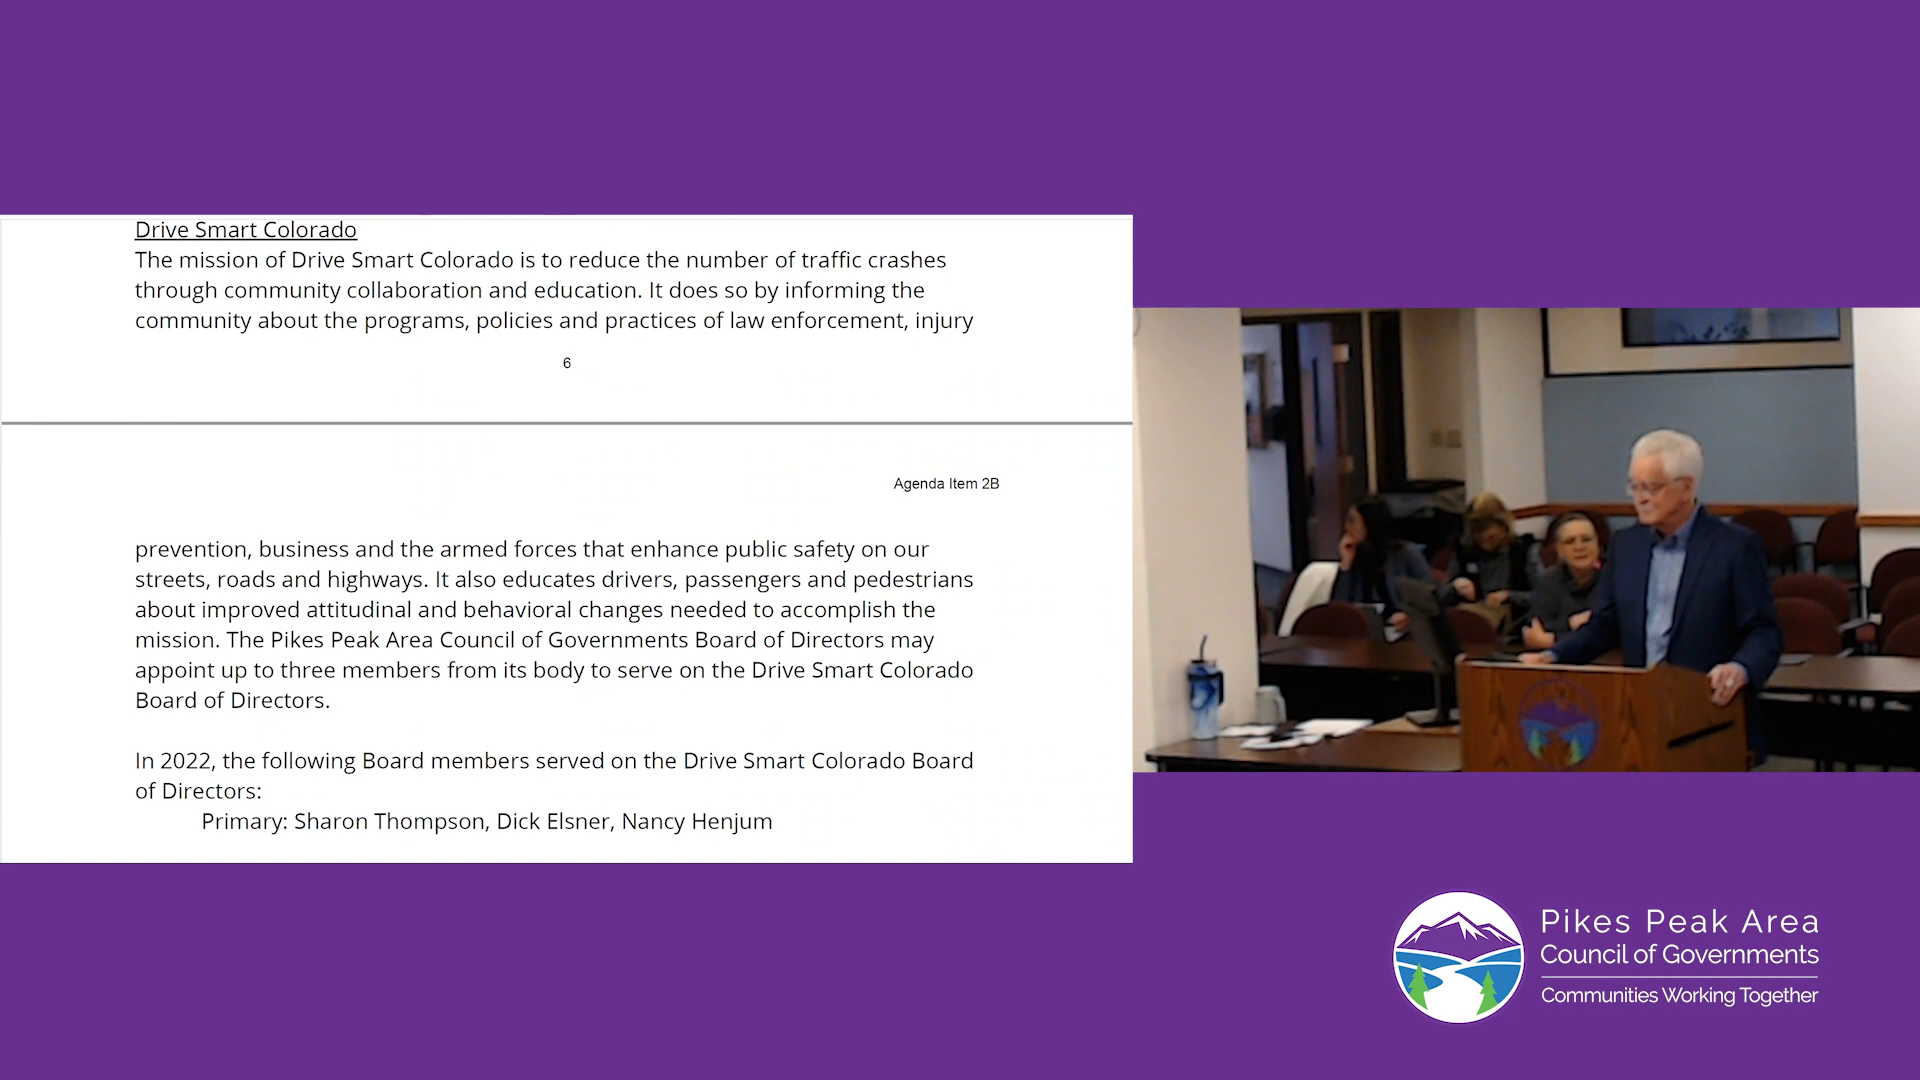 Drive Smart Colorado
The mission of Drive Smart Colorado is to reduce the number of traffic crashes
through community collaboration and education. It does so by informing the
community about the programs, policies and practices of law enforcement, injury
6
Agenda Item 2B
prevention, business and the armed forces that enhance public safety on our
streets, roads and highways. It also educates drivers, passengers and pedestrians
about improved attitudinal and behavioral changes needed to accomplish the
mission. The Pikes Peak Area Council of Governments Board of Directors may
appoint up to three members from its body to serve on the Drive Smart Colorado
Board of Directors.
In 2022, the following Board members served on the Drive Smart Colorado Board
of Directors:
Primary: Sharon Thompson, Dick Elsner, Nancy Henjum
Pikes Peak Area
Council of Governments
Communities Working Together